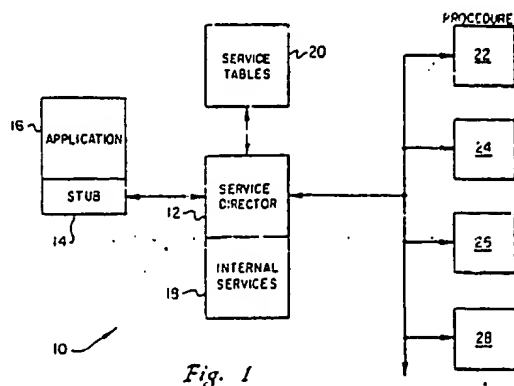 PROCEDURE
22
SERVICE
TABLES
20
16
APPLICATION
24
STUB
SERVICE
DIRECTOR
12
14
26
INTERNAL
SERVICES
18
28
10
Fig. 1